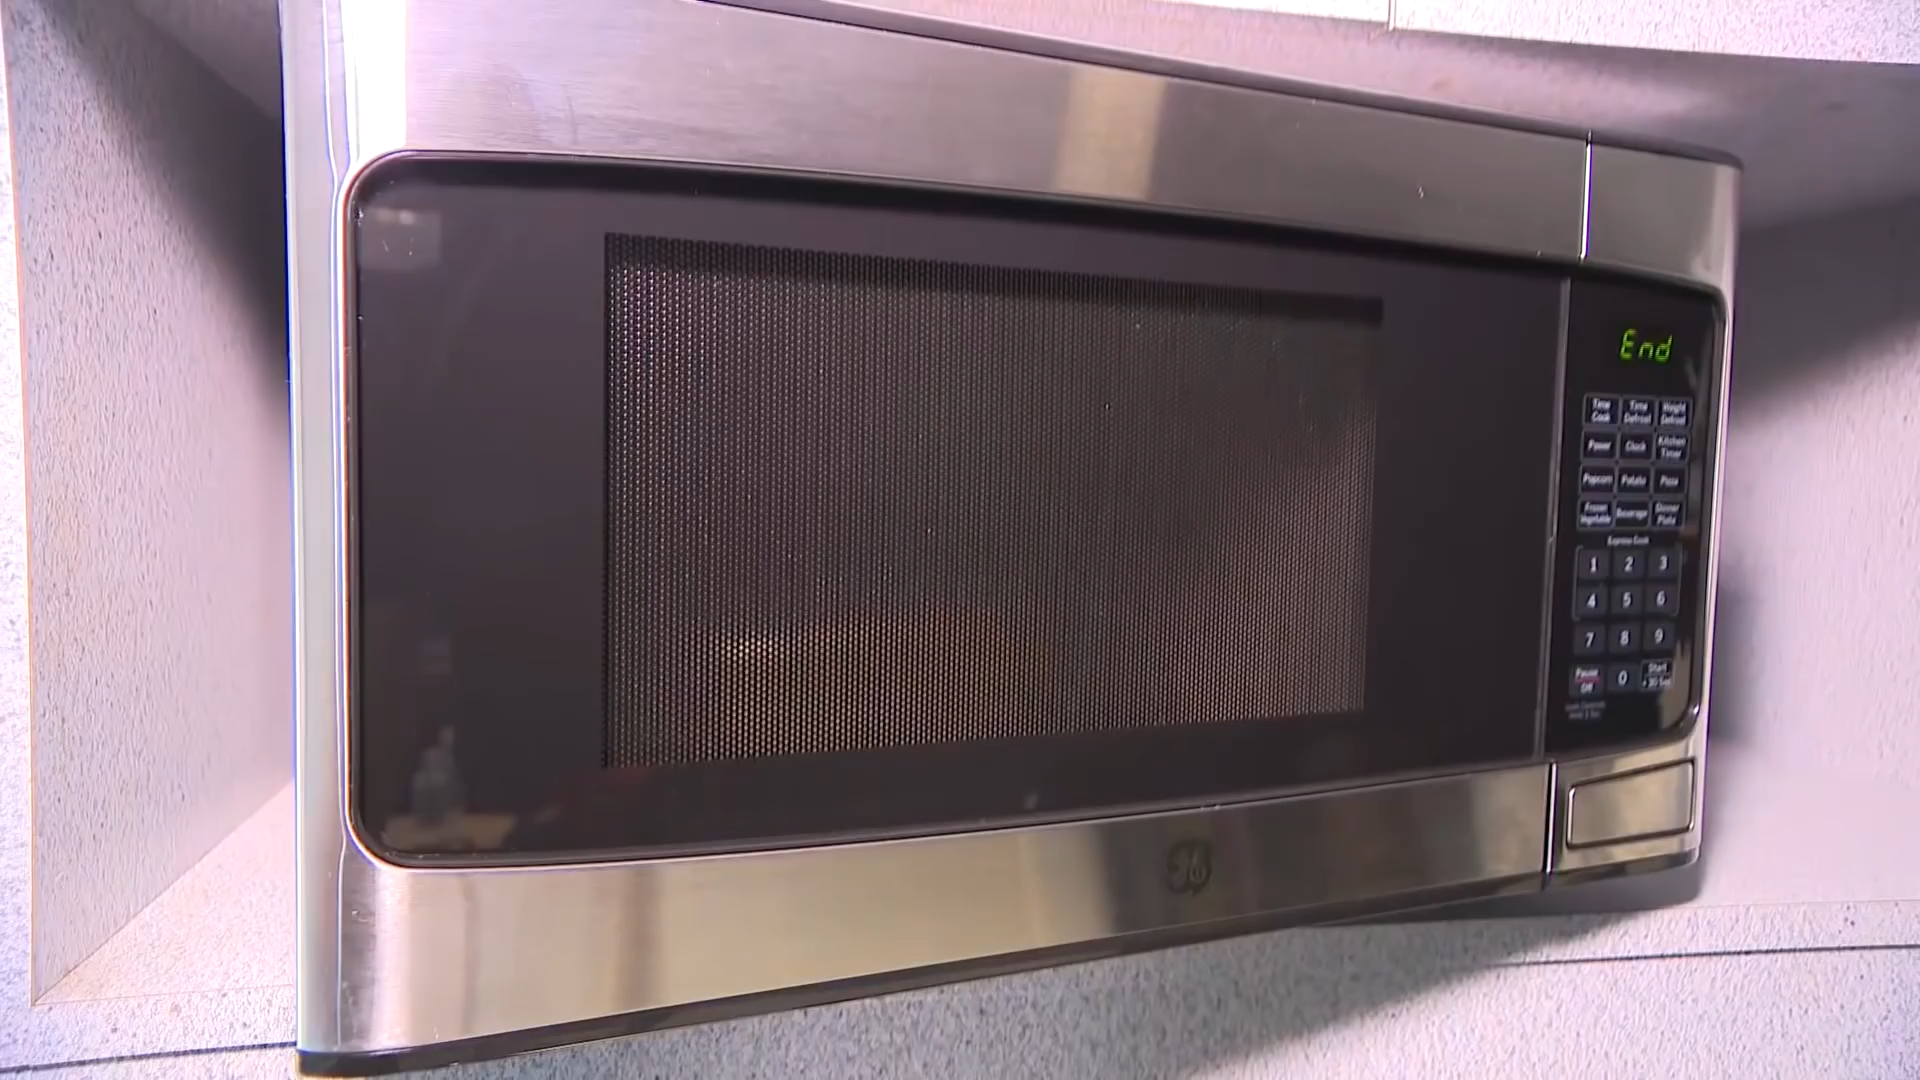 End
Time Cook Time Defrost Weight Defrost
Power Clock Kitchen Timer
Popcorn Potato Pizza
Frozen Vegetable Beverage Dinner Plate
Express Cook
1 2 3
4 5 6
7 8 9
Pause Off 0 Start +30 Sec
GE